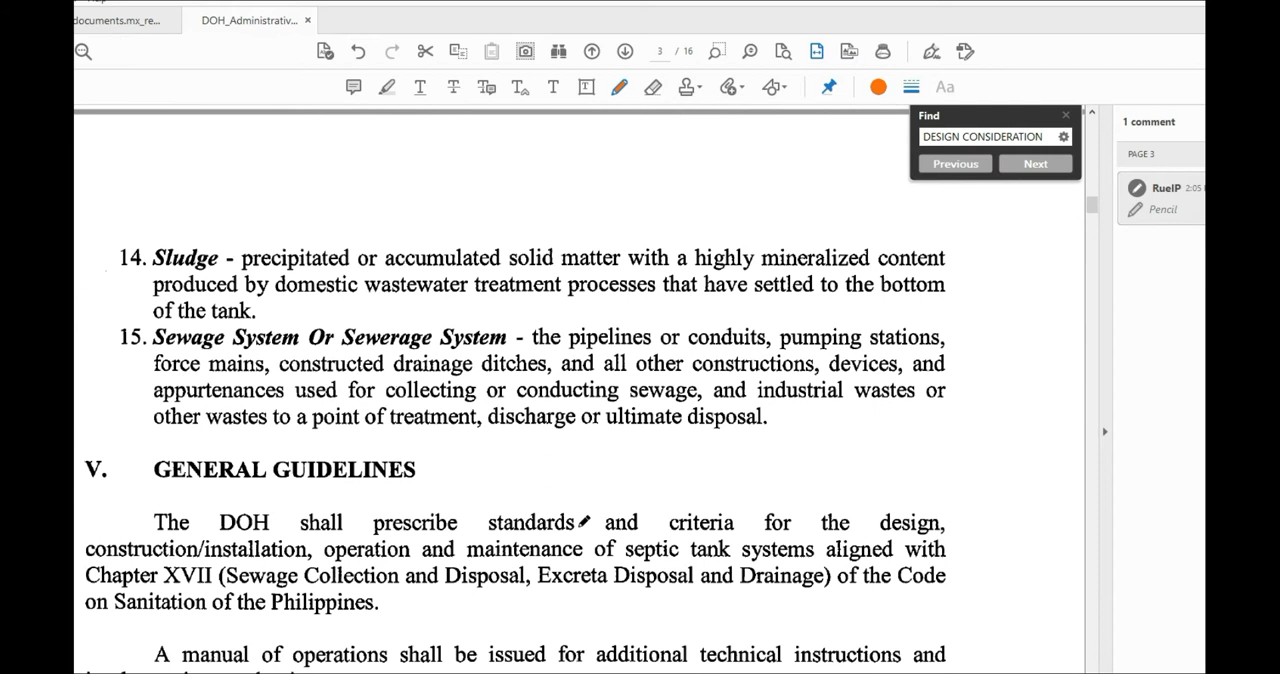 documents.mx_re...
DOH_Administrativ... ×
3 / 16
Aa
Find ×
DESIGN CONSIDERATION
Previous Next
1 comment
PAGE 3
RuelP 2:05
Pencil
14. Sludge - precipitated or accumulated solid matter with a highly mineralized content
produced by domestic wastewater treatment processes that have settled to the bottom
of the tank.
15. Sewage System Or Sewerage System - the pipelines or conduits, pumping stations,
force mains, constructed drainage ditches, and all other constructions, devices, and
appurtenances used for collecting or conducting sewage, and industrial wastes or
other wastes to a point of treatment, discharge or ultimate disposal.
V. GENERAL GUIDELINES
The DOH shall prescribe standards and criteria for the design,
construction/installation, operation and maintenance of septic tank systems aligned with
Chapter XVII (Sewage Collection and Disposal, Excreta Disposal and Drainage) of the Code
on Sanitation of the Philippines.
A manual of operations shall be issued for additional technical instructions and